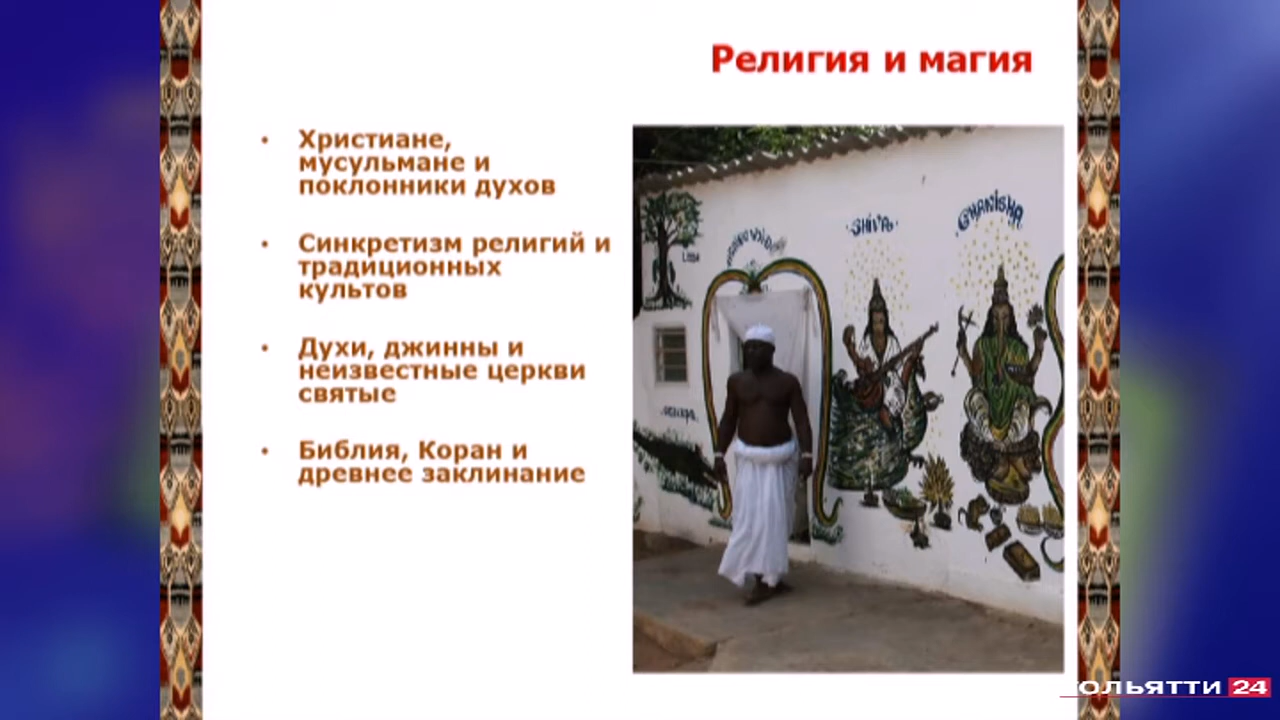 Религия и магия
• Христиане,
мусульмане и
поклонники духов
• Синкретизм религий и
традиционных
культов
• Духи, джинны и
неизвестные церкви
святые
• Библия, Коран и
древнее заклинание
SHIVA
GHANISHA
ОЛЬЯТТИ 24